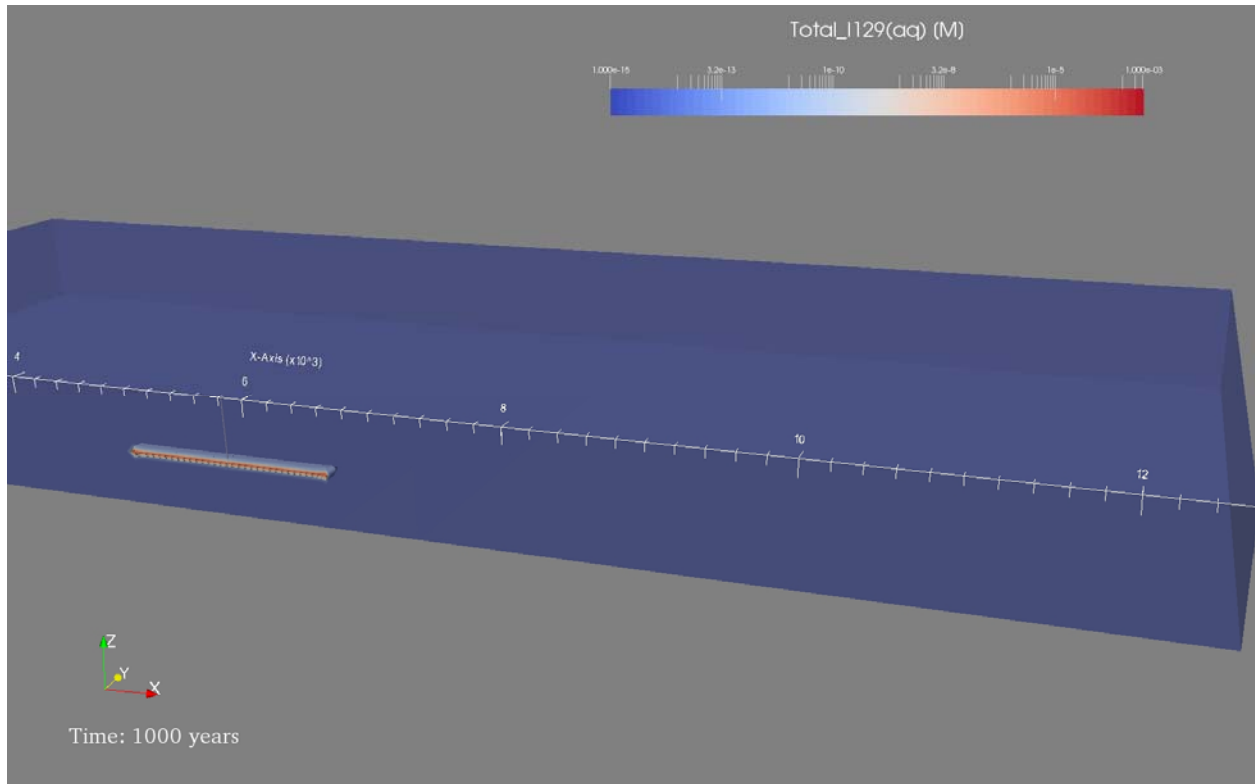 Total_I129(aq) [M]
1.000e-15 3.2e-13 1e-10 3.2e-8 1e-5 1.000e-03
4
X-Axis (x10^3)
6
8
10
12
Z
Y
X
Time: 1000 years